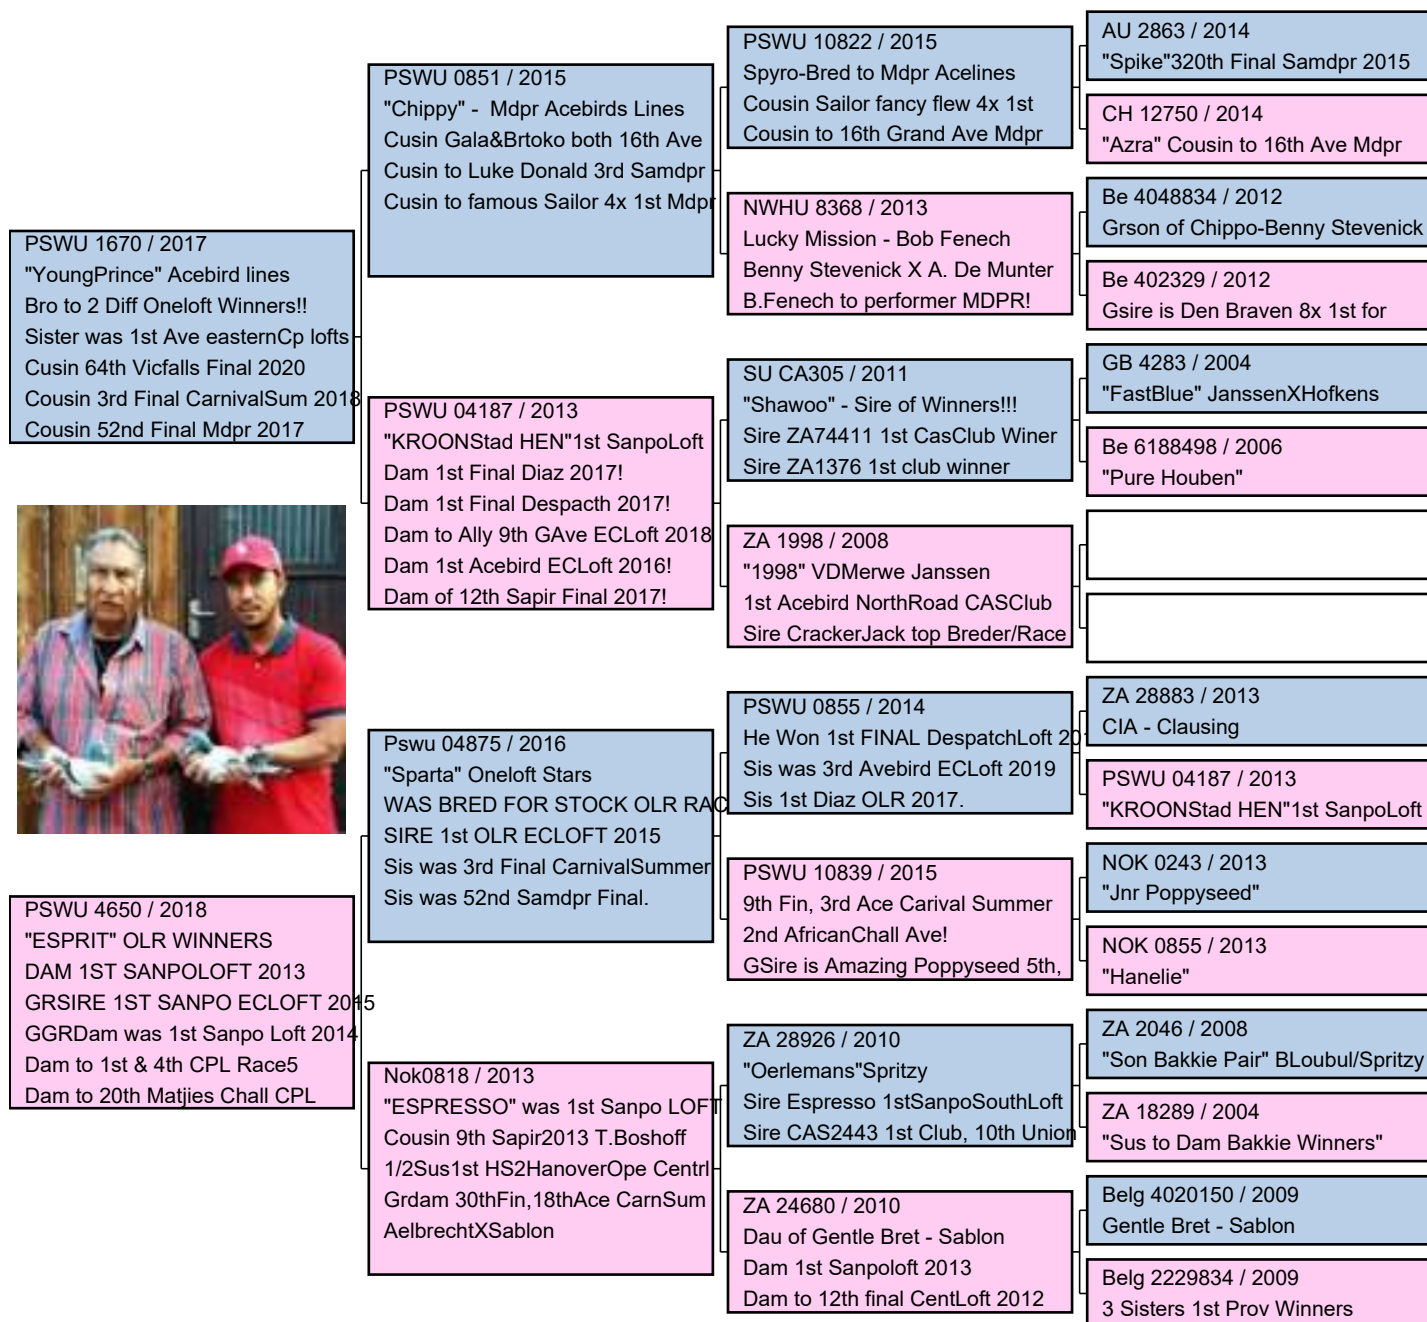 PSWU 1670 / 2017
"YoungPrince" Acebird lines
Bro to 2 Diff Oneloft Winners!!
Sister was 1st Ave easternCp lofts
Cusin 64th Vicfalls Final 2020
Cousin 3rd Final CarnivalSum 2018
Cousin 52nd Final Mdpr 2017
PSWU 4650 / 2018
"ESPRIT" OLR WINNERS
DAM 1ST SANPOLOFT 2013
GRSIRE 1ST SANPO ECLOFT 2015
GGRDam was 1st Sanpo Loft 2014
Dam to 1st & 4th CPL Race5
Dam to 20th Matjies Chall CPL
PSWU 0851 / 2015
"Chippy" - Mdpr Acebirds Lines
Cusin Gala&Brtoko both 16th Ave
Cusin to Luke Donald 3rd Samdpr
Cusin to famous Sailor 4x 1st Mdpr
PSWU 04187 / 2013
"KROONStad HEN"1st SanpoLoft
Dam 1st Final Diaz 2017!
Dam 1st Final Despacth 2017!
Dam to Ally 9th GAve ECLoft 2018
Dam 1st Acebird ECLoft 2016!
Dam of 12th Sapir Final 2017!
Pswu 04875 / 2016
"Sparta" Oneloft Stars
WAS BRED FOR STOCK OLR RAC
SIRE 1st OLR ECLOFT 2015
Sis was 3rd Final CarnivalSummer
Sis was 52nd Samdpr Final.
Nok0818 / 2013
"ESPRESSO" was 1st Sanpo LOFT
Cousin 9th Sapir2013 T.Boshoff
1/2Sus1st HS2HanoverOpe Centrl
Grdam 30thFin,18thAce CarnSum
AelbrechtXSablon
PSWU 10822 / 2015
Spyro-Bred to Mdpr Acelines
Cousin Sailor fancy flew 4x 1st
Cousin to 16th Grand Ave Mdpr
NWHU 8368 / 2013
Lucky Mission - Bob Fenech
Benny Stevenick X A. De Munter
B.Fenech to performer MDPR!
SU CA305 / 2011
"Shawoo" - Sire of Winners!!!
Sire ZA74411 1st CasClub Winer
Sire ZA1376 1st club winner
ZA 1998 / 2008
"1998" VDMerwe Janssen
1st Acebird NorthRoad CASClub
Sire CrackerJack top Breder/Race
PSWU 0855 / 2014
He Won 1st FINAL DespatchLoft 20
Sis was 3rd Avebird ECLoft 2019
Sis 1st Diaz OLR 2017.
PSWU 10839 / 2015
9th Fin, 3rd Ace Carival Summer
2nd AfricanChall Ave!
GSire is Amazing Poppyseed 5th,
ZA 28926 / 2010
"Oerlemans"Spritzy
Sire Espresso 1stSanpoSouthLoft
Sire CAS2443 1st Club, 10th Union
ZA 24680 / 2010
Dau of Gentle Bret - Sablon
Dam 1st Sanpoloft 2013
Dam to 12th final CentLoft 2012
AU 2863 / 2014
"Spike"320th Final Samdpr 2015
CH 12750 / 2014
"Azra" Cousin to 16th Ave Mdpr
Be 4048834 / 2012
Grson of Chippo-Benny Stevenick
Be 402329 / 2012
Gsire is Den Braven 8x 1st for
GB 4283 / 2004
"FastBlue" JanssenXHofkens
Be 6188498 / 2006
"Pure Houben"
ZA 28883 / 2013
CIA - Clausing
PSWU 04187 / 2013
"KROONStad HEN"1st SanpoLoft
NOK 0243 / 2013
"Jnr Poppyseed"
NOK 0855 / 2013
"Hanelie"
ZA 2046 / 2008
"Son Bakkie Pair" BLoubul/Spritzy
ZA 18289 / 2004
"Sus to Dam Bakkie Winners"
Belg 4020150 / 2009
Gentle Bret - Sablon
Belg 2229834 / 2009
3 Sisters 1st Prov Winners